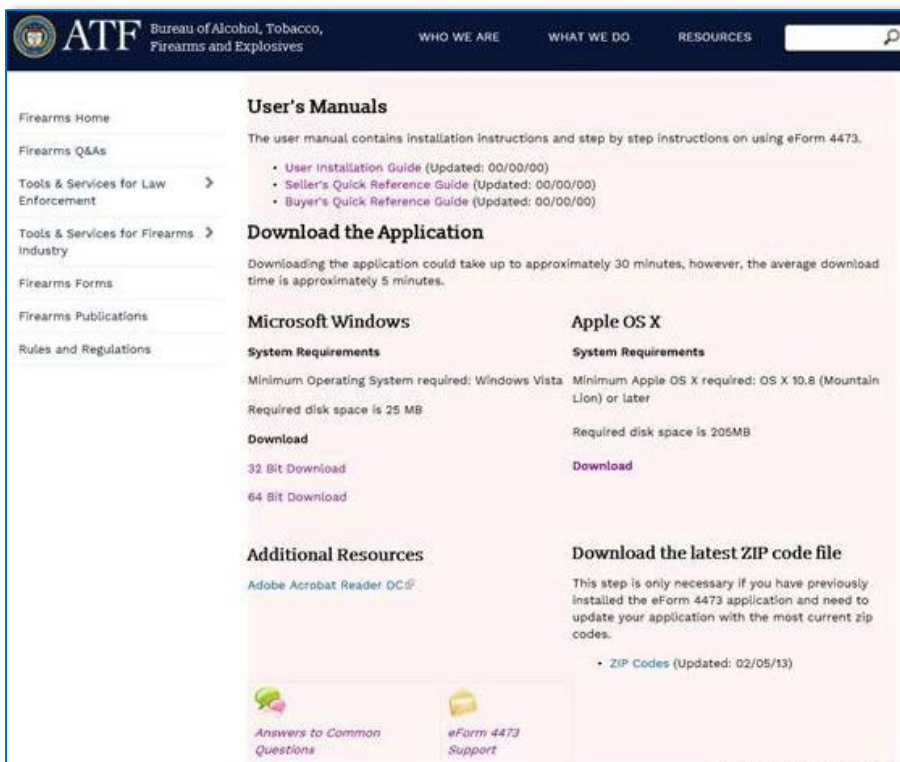 ATF
Bureau of Alcohol, Tobacco,
Firearms and Explosives
WHO WE ARE
WHAT WE DO
RESOURCES
Firearms Home
Firearms Q&As
Tools & Services for Law
Enforcement
Tools & Services for Firearms
Industry
Firearms Forms
Firearms Publications
Rules and Regulations
User's Manuals
The user manual contains installation instructions and step by step instructions on using eForm 4473.
• User Installation Guide (Updated: 00/00/00)
• Seller's Quick Reference Guide (Updated: 00/00/00)
• Buyer's Quick Reference Guide (Updated: 00/00/00)
Download the Application
Downloading the application could take up to approximately 30 minutes, however, the average download
time is approximately 5 minutes.
Microsoft Windows
System Requirements
Minimum Operating System required: Windows Vista
Required disk space is 25 MB
Download
32 Bit Download
64 Bit Download
Apple OS X
System Requirements
Minimum Apple OS X required: OS X 10.8 (Mountain
Lion) or later
Required disk space is 205MB
Download
Additional Resources
Adobe Acrobat Reader DC
Download the latest ZIP code file
This step is only necessary if you have previously
installed the eForm 4473 application and need to
update your application with the most current zip
codes.
• ZIP Codes (Updated: 02/05/13)
Answers to Common
Questions
eForm 4473
Support